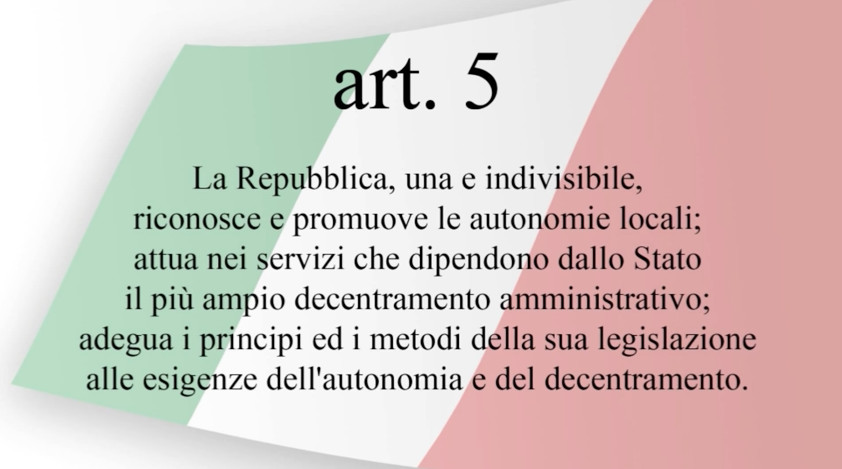 art. 5
La Repubblica, una e indivisibile,
riconosce e promuove le autonomie locali;
attua nei servizi che dipendono dallo Stato
il più ampio decentramento amministrativo;
adegua i principi ed i metodi della sua legislazione
alle esigenze dell'autonomia e del decentramento.